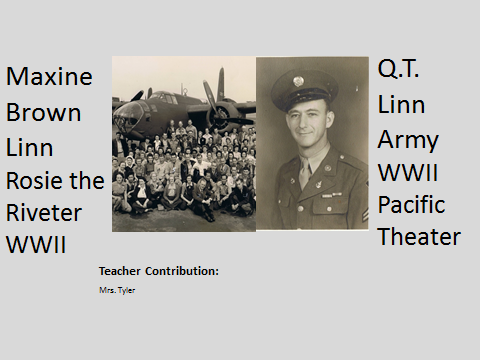 Maxine
Brown
Linn
Rosie the
Riveter
WWII
Q.T.
Linn
Army
WWII
Pacific
Theater
Teacher Contribution:
Mrs. Tyler